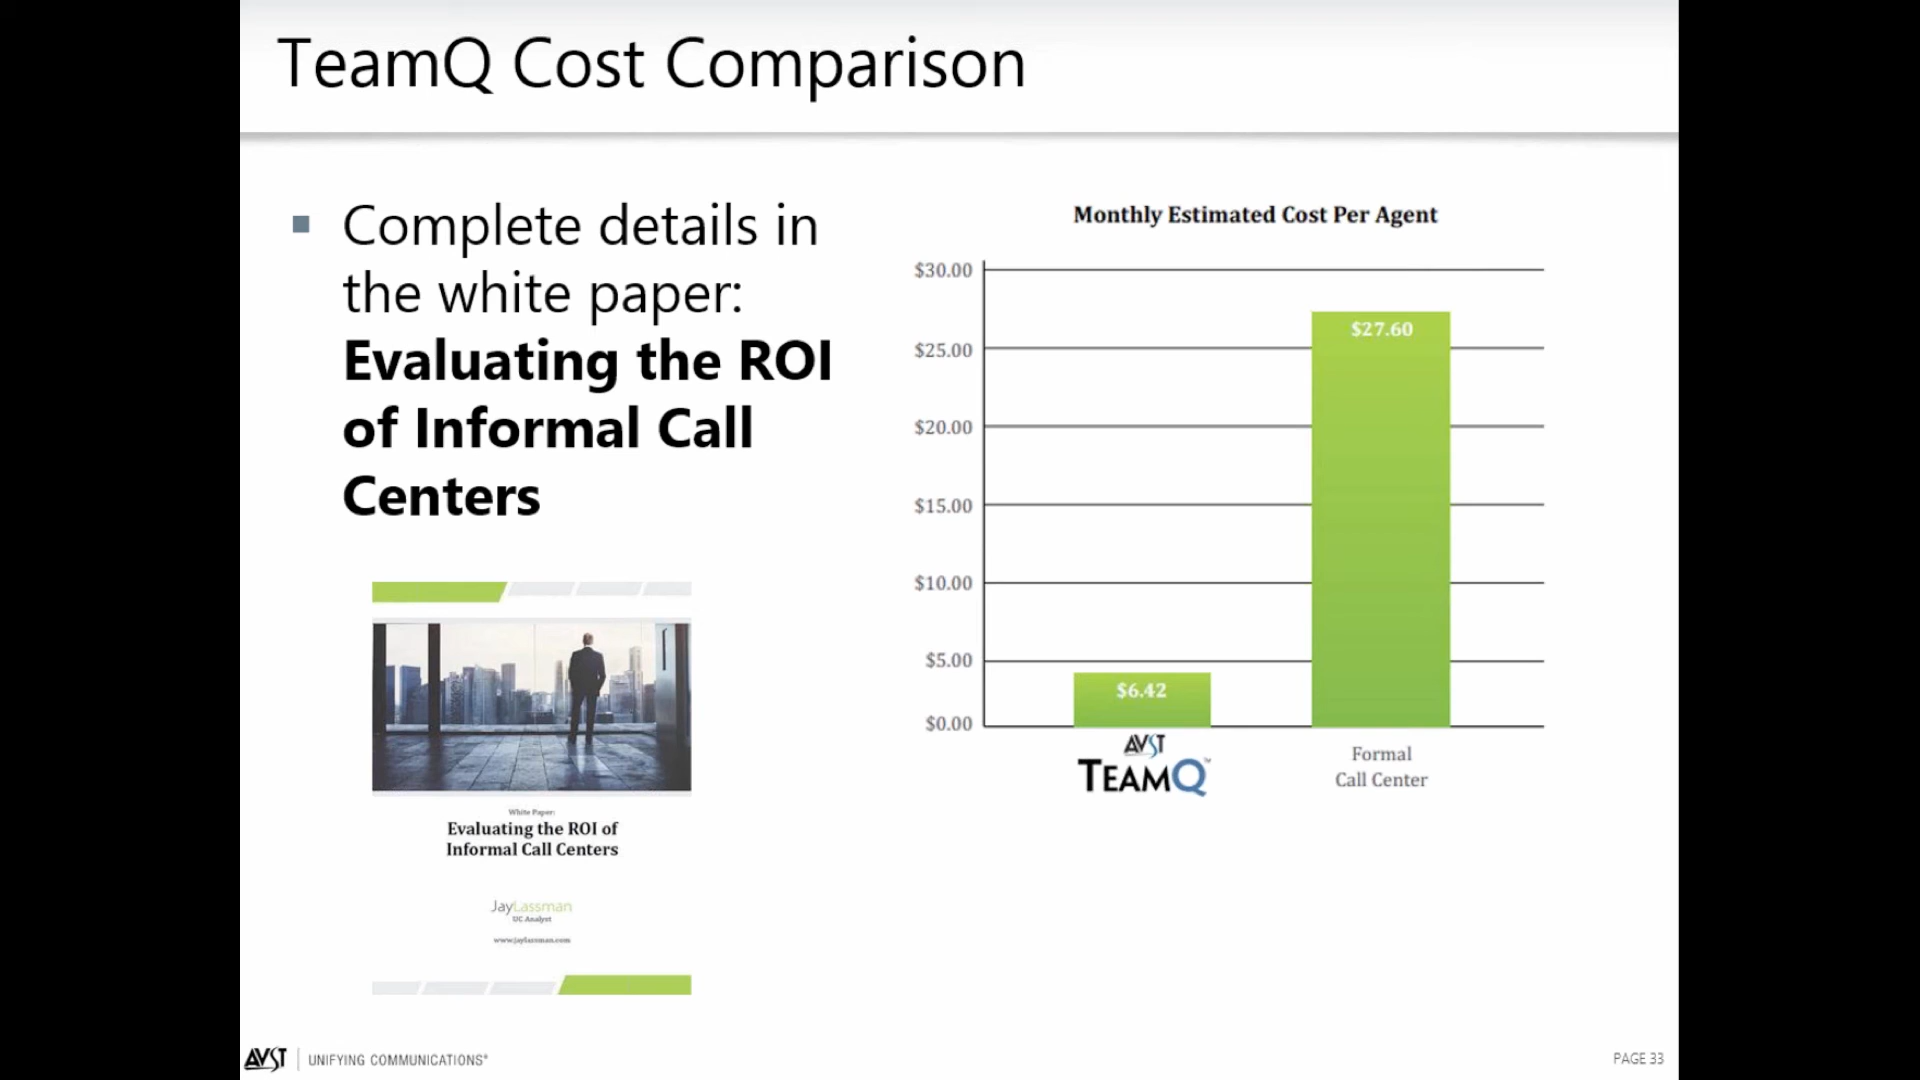 TeamQ Cost Comparison
Complete details in
the white paper:
Evaluating the ROI
of Informal Call
Centers
White Paper:
Evaluating the ROI of
Informal Call Centers
JayLassman
UC Analyst
www.jaylassman.com
Monthly Estimated Cost Per Agent
$30.00
$25.00
$20.00
$15.00
$10.00
$5.00
$0.00
$6.42
$27.60
AVST
TEAMQ™
Formal
Call Center
AVST UNIFYING COMMUNICATIONS®
PAGE 33